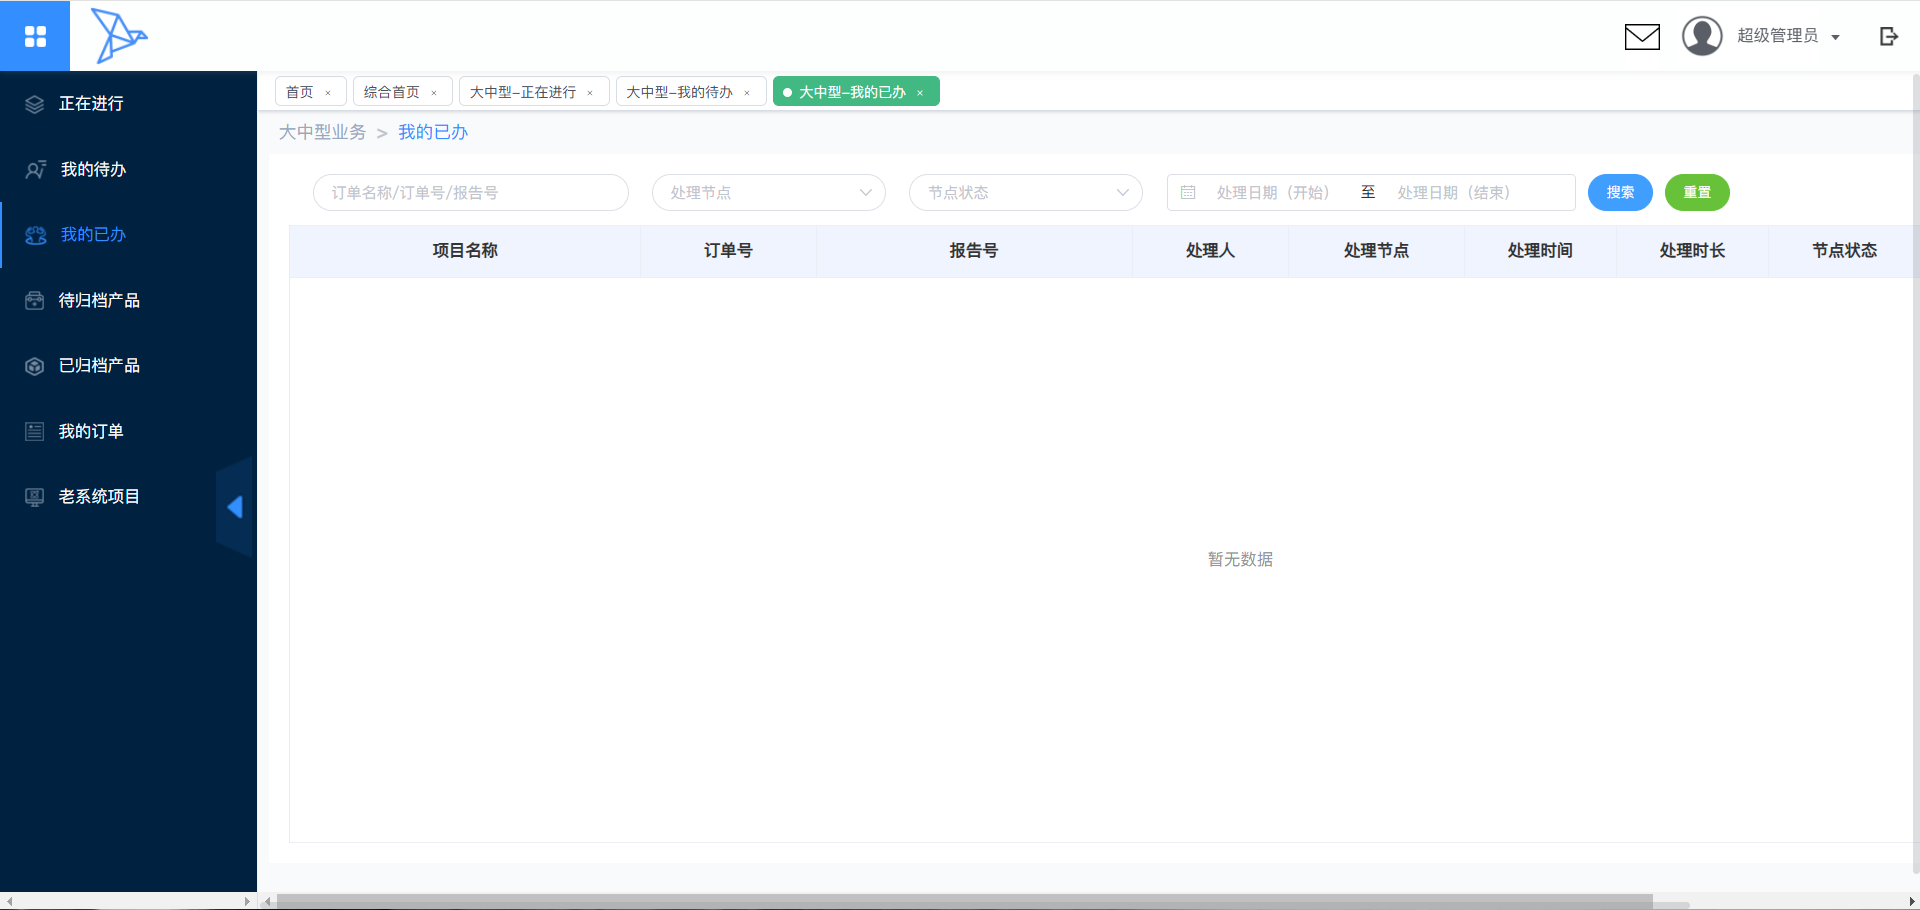 超级管理员
正在进行
我的待办
我的已办
待归档产品
已归档产品
我的订单
老系统项目
首页 × 综合首页 × 大中型-正在进行 × 大中型-我的待办 × 大中型-我的已办 ×
大中型业务 > 我的已办
订单名称/订单号/报告号 处理节点 节点状态 处理日期（开始） 至 处理日期（结束） 搜索 重置
项目名称 订单号 报告号 处理人 处理节点 处理时间 处理时长 节点状态
暂无数据